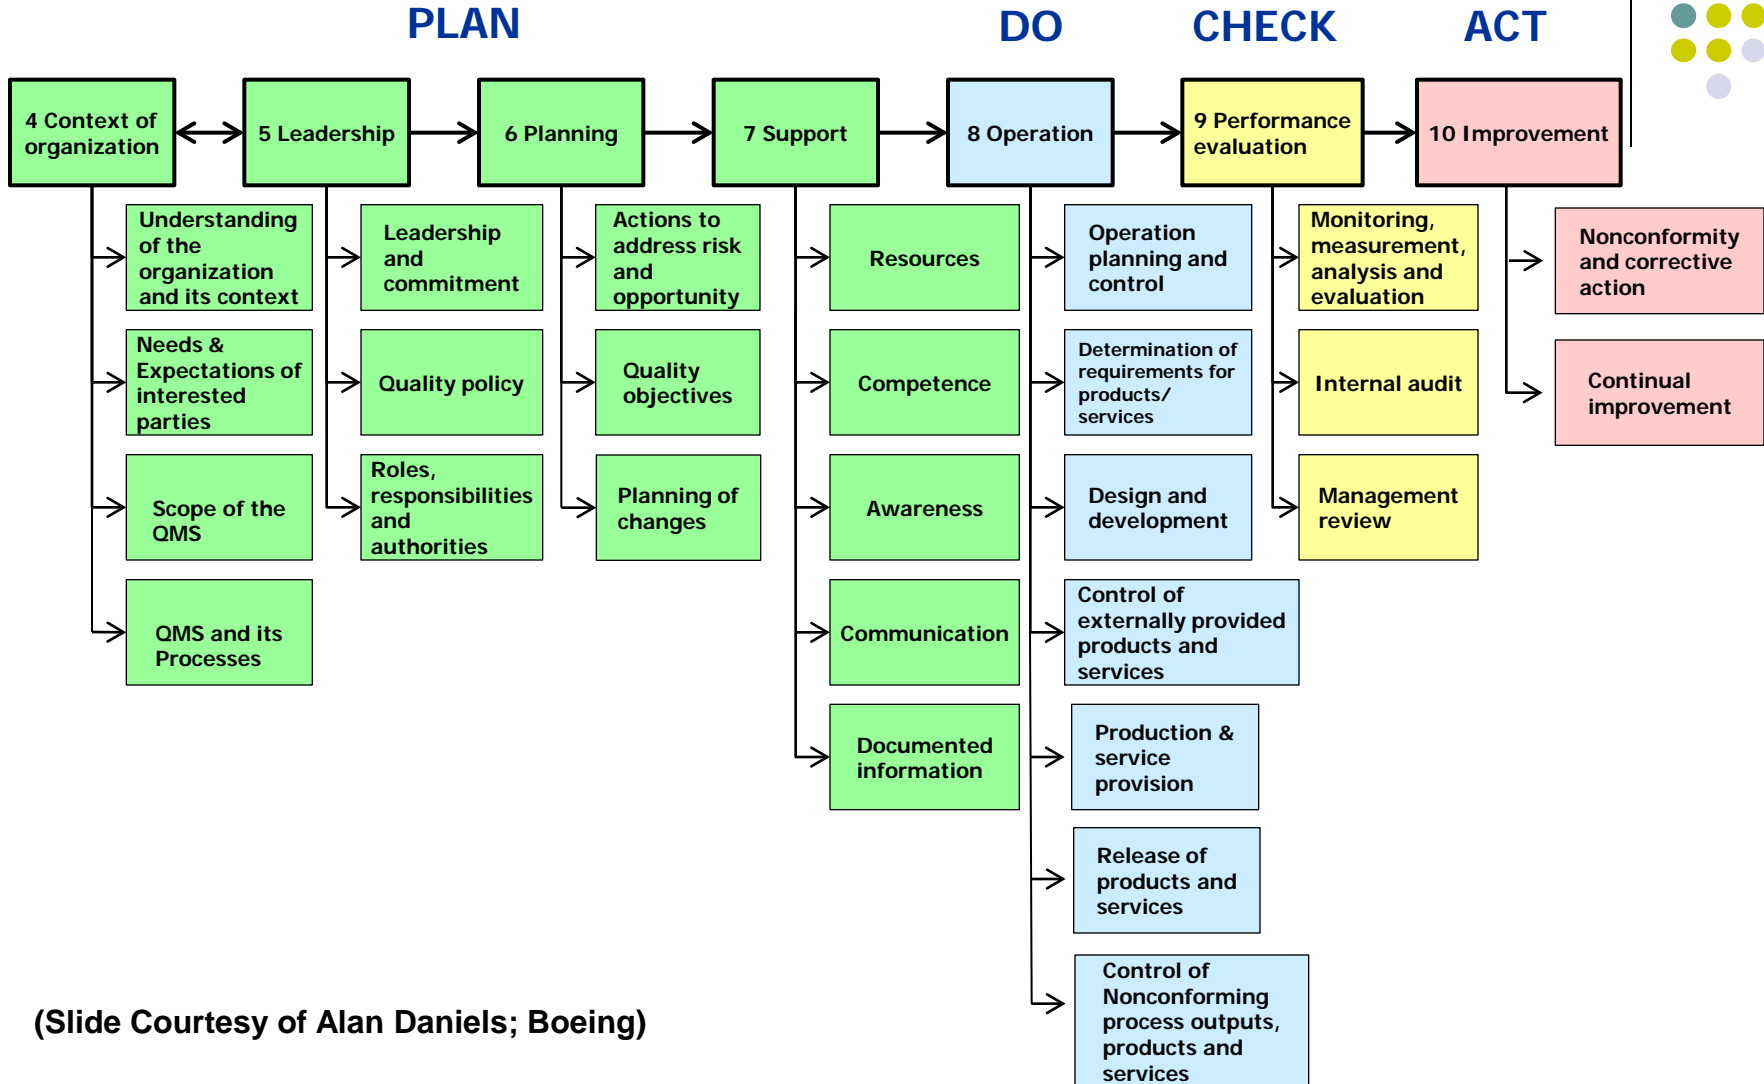 PLAN
DO
CHECK
ACT
4 Context of
organization
5 Leadership
6 Planning
7 Support
8 Operation
9 Performance
evaluation
10 Improvement
Understanding
of the
organization
and its context
Needs &
Expectations of
interested
parties
Scope of the
QMS
QMS and its
Processes
Leadership
and
commitment
Quality policy
Roles,
responsibilities
and
authorities
Actions to
address risk
and
opportunity
Quality
objectives
Planning of
changes
Resources
Competence
Awareness
Communication
Documented
information
Operation
planning and
control
Determination of
requirements for
products/
services
Design and
development
Control of
externally provided
products and
services
Production &
service
provision
Release of
products and
services
Control of
Nonconforming
process outputs,
products and
services
Monitoring,
measurement,
analysis and
evaluation
Internal audit
Management
review
Nonconformity
and corrective
action
Continual
improvement
(Slide Courtesy of Alan Daniels; Boeing)